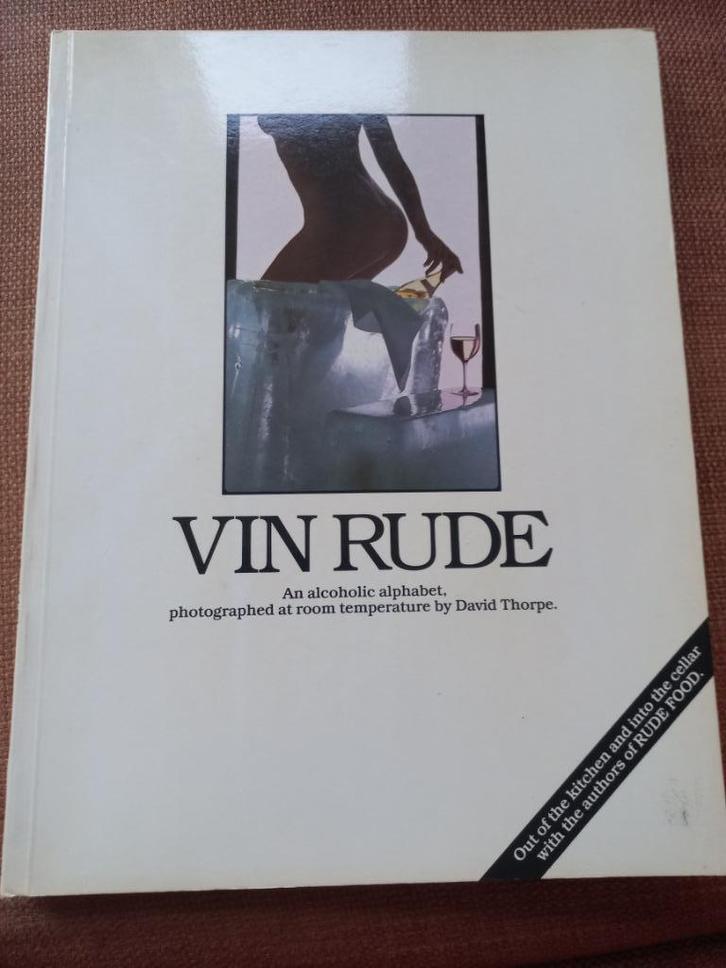 VIN RUDE
An alcoholic alphabet,
photographed at room temperature by David Thorpe.
Out of the kitchen and into the cellar
with the authors of RUDE FOOD.